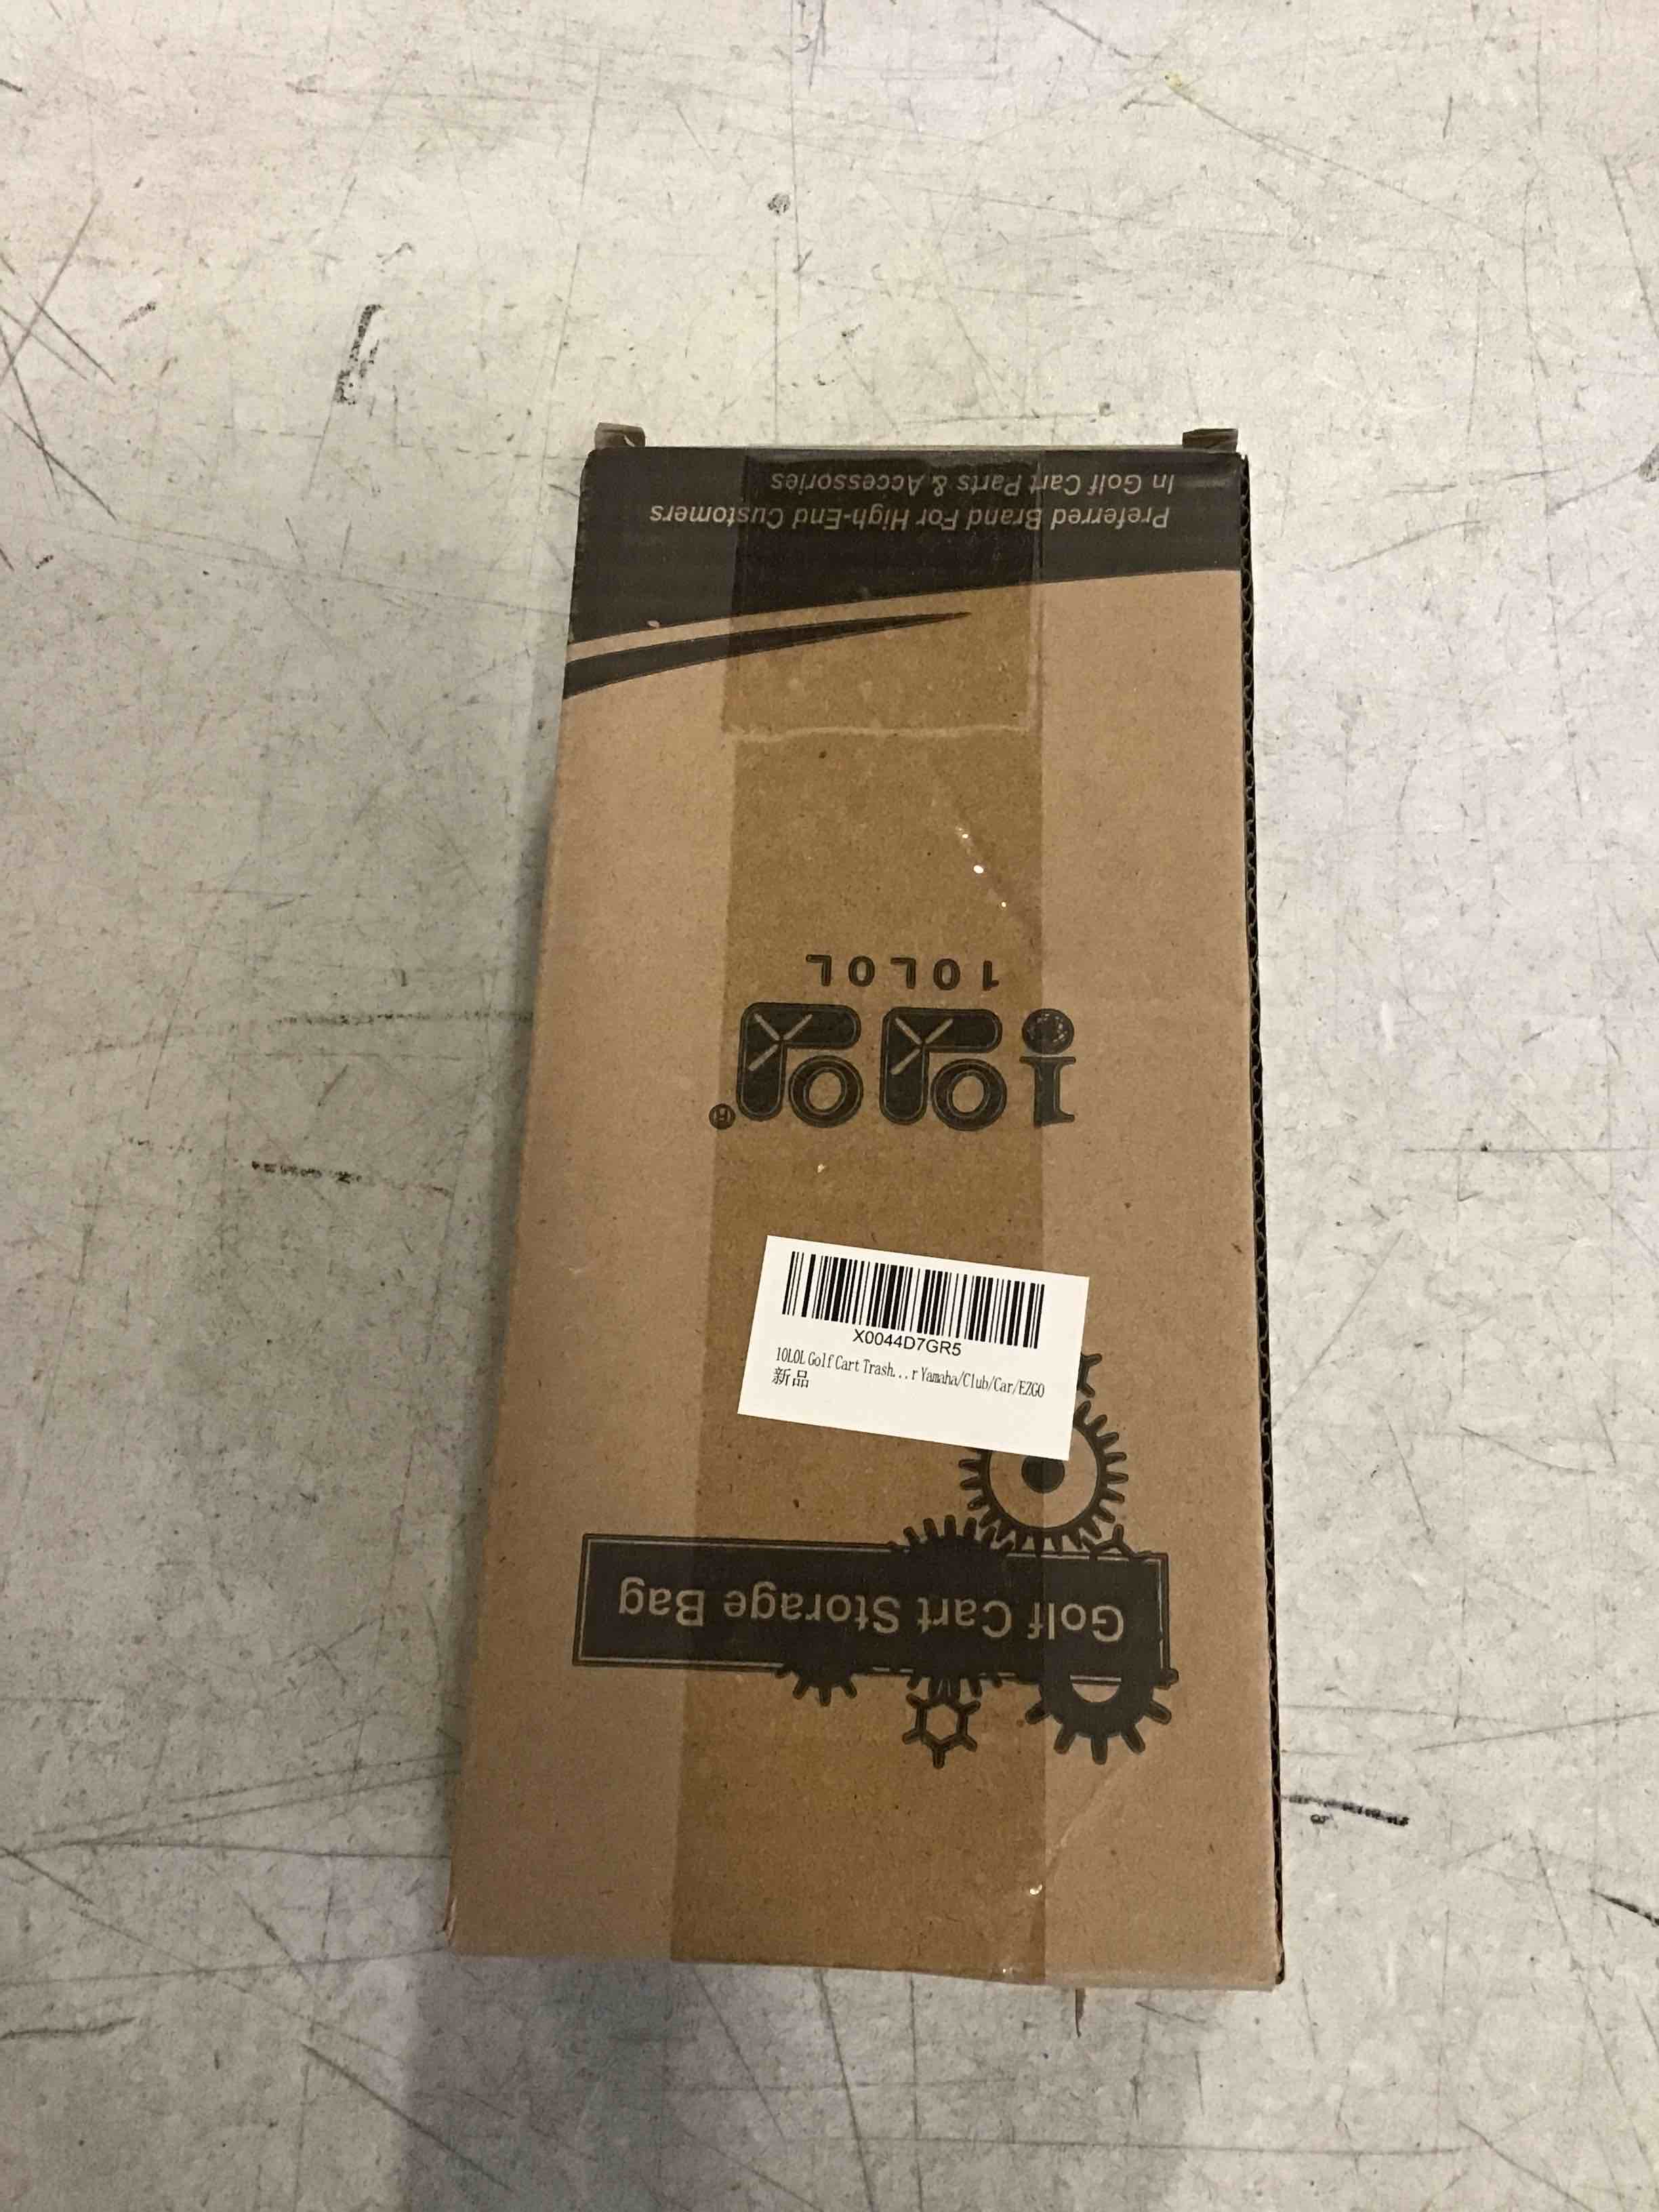 Preferred Brand For High-End Customers
In Golf Cart Parts & Accessories
10L0L®
10L0L
X0044D7GR5
10L0L Golf Cart Trash...r Yamaha/Club/Car/EZGO
新品
Golf Cart Storage Bag